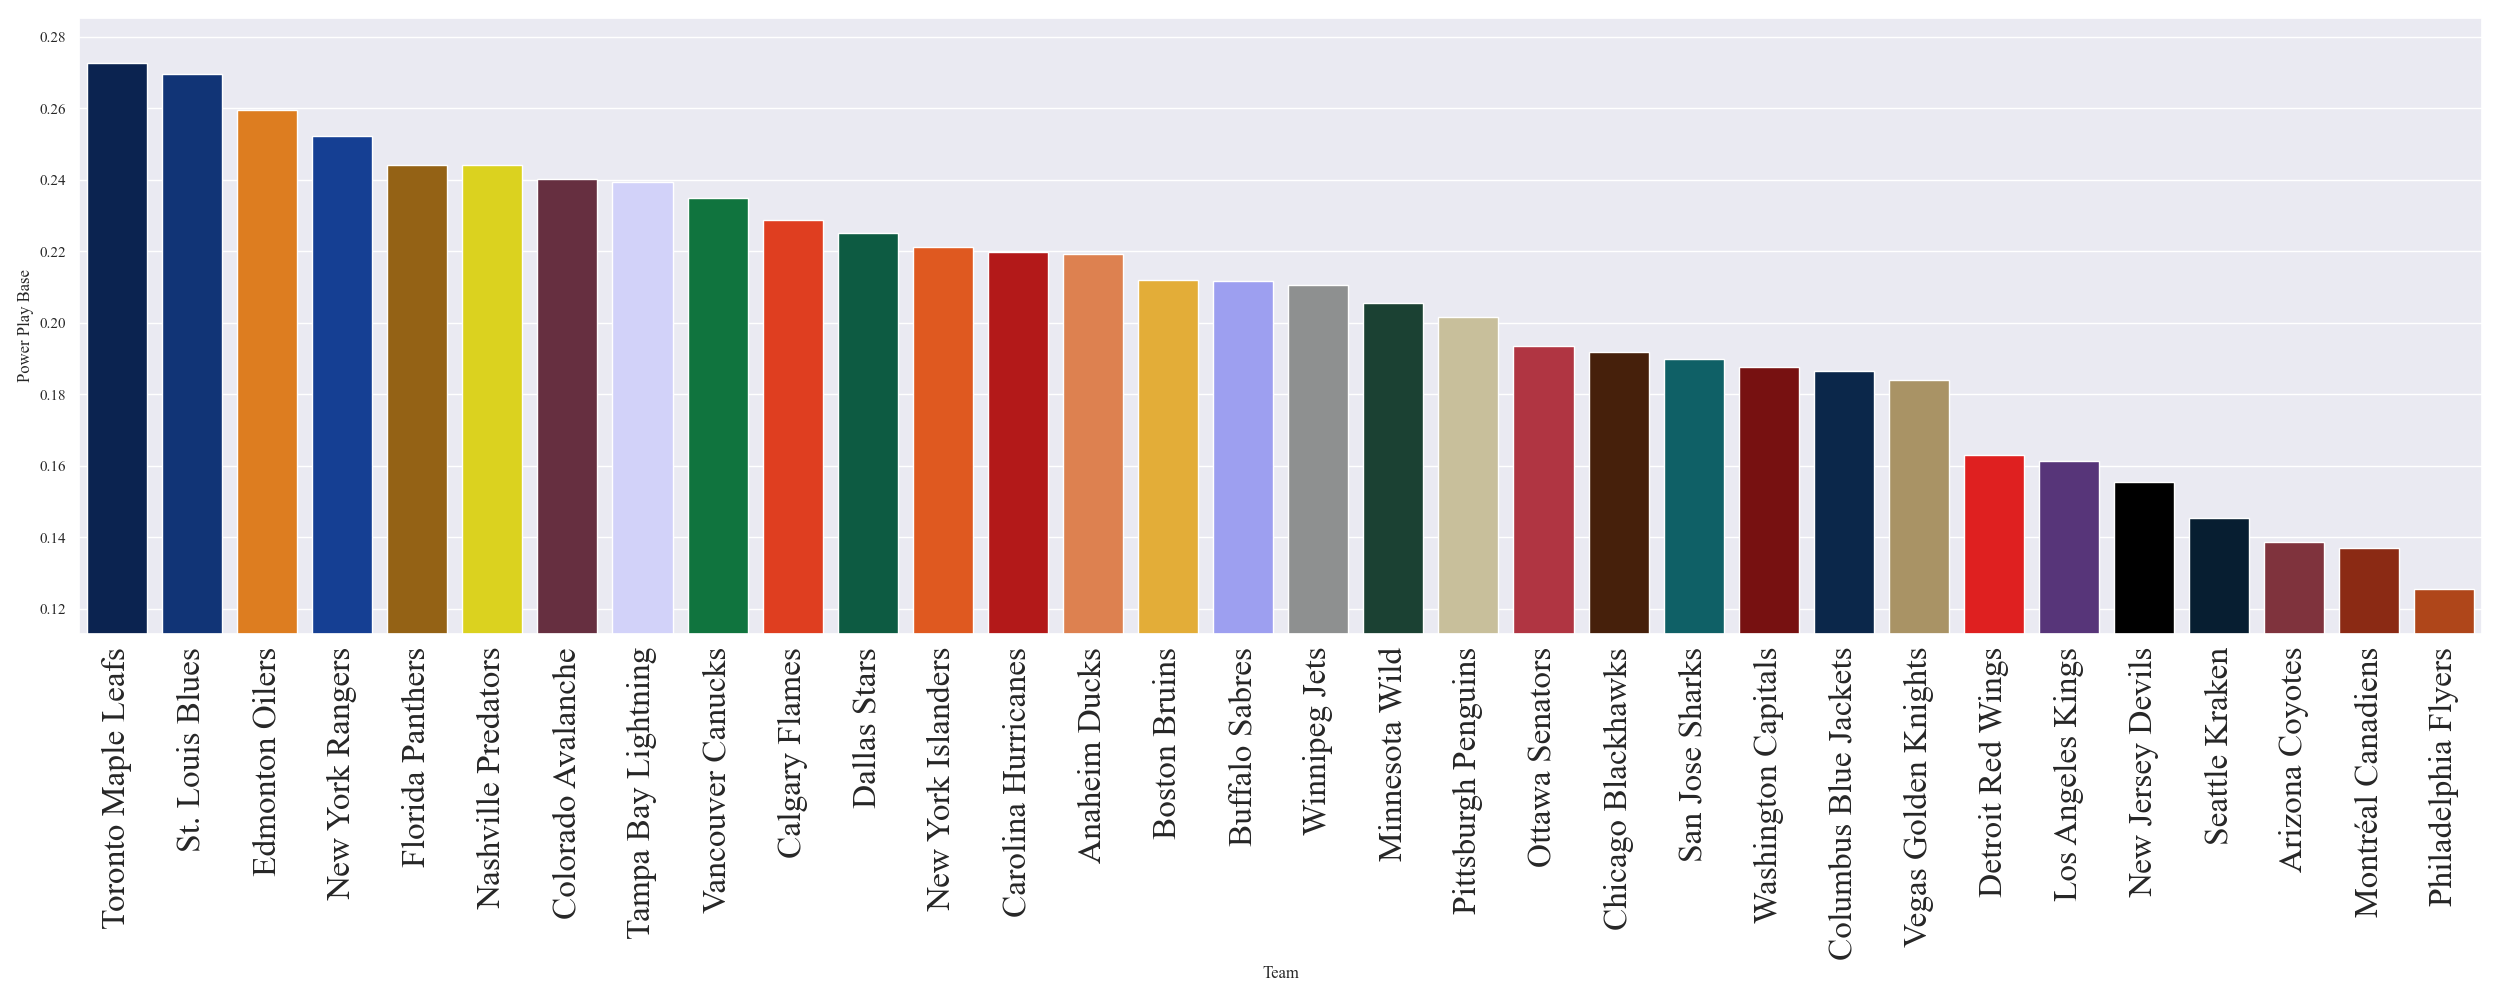 0.28
0.26
0.24
0.22
0.20
0.18
0.16
0.14
0.12
Power Play Base
Toronto Maple Leafs
St. Louis Blues
Edmonton Oilers
New York Rangers
Florida Panthers
Nashville Predators
Colorado Avalanche
Tampa Bay Lightning
Vancouver Canucks
Calgary Flames
Dallas Stars
New York Islanders
Carolina Hurricanes
Anaheim Ducks
Boston Bruins
Buffalo Sabres
Winnipeg Jets
Minnesota Wild
Pittsburgh Penguins
Ottawa Senators
Chicago Blackhawks
San Jose Sharks
Washington Capitals
Columbus Blue Jackets
Vegas Golden Knights
Detroit Red Wings
Los Angeles Kings
New Jersey Devils
Seattle Kraken
Arizona Coyotes
Montréal Canadiens
Philadelphia Flyers
Team